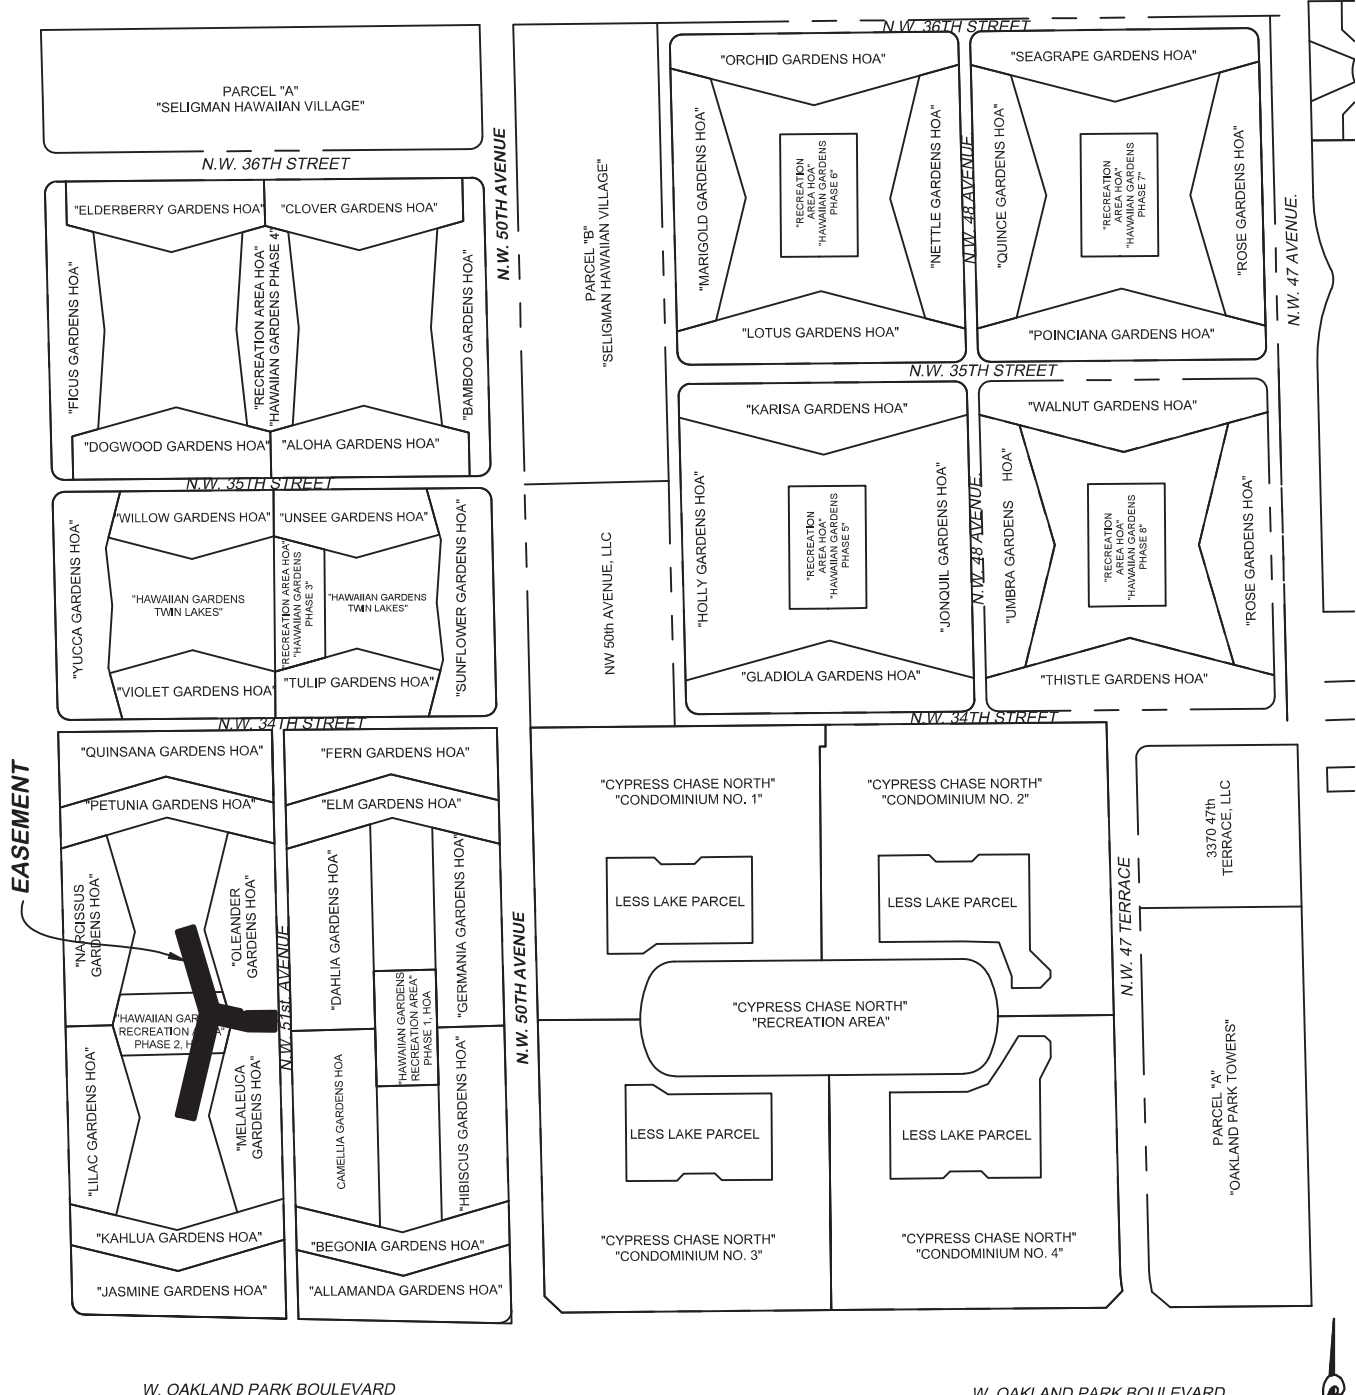 N.W. 36TH STREET
PARCEL "A"
"SELIGMAN HAWAIIAN VILLAGE"
N.W. 36TH STREET
N.W. 50TH AVENUE
"ELDERBERRY GARDENS HOA"
"CLOVER GARDENS HOA"
"FICUS GARDENS HOA"
"RECREATION AREA HOA"
"HAWAIIAN GARDENS PHASE 4"
"BAMBOO GARDENS HOA"
"DOGWOOD GARDENS HOA"
"ALOHA GARDENS HOA"
N.W. 35TH STREET
PARCEL "B"
"SELIGMAN HAWAIIAN VILLAGE"
NW 50th AVENUE, LLC
"ORCHID GARDENS HOA"
"MARIGOLD GARDENS HOA"
"RECREATION
AREA HOA"
"HAWAIIAN GARDENS
PHASE 6"
"NETTLE GARDENS HOA"
"LOTUS GARDENS HOA"
N.W. 48 AVENUE.
"SEAGRAPE GARDENS HOA"
"QUINCE GARDENS HOA"
"RECREATION
AREA HOA"
"HAWAIIAN GARDENS
PHASE 7"
"ROSE GARDENS HOA"
"POINCIANA GARDENS HOA"
N.W. 47 AVENUE.
N.W. 35TH STREET
"KARISA GARDENS HOA"
"HOLLY GARDENS HOA"
"RECREATION
AREA HOA"
"HAWAIIAN GARDENS
PHASE 5"
"JONQUIL GARDENS HOA"
"GLADIOLA GARDENS HOA"
N.W. 48 AVENUE.
"WALNUT GARDENS HOA"
"UMBRA GARDENS HOA"
"RECREATION
AREA HOA"
"HAWAIIAN GARDENS
PHASE 8"
"ROSE GARDENS HOA"
"THISTLE GARDENS HOA"
N.W. 34TH STREET
"WILLOW GARDENS HOA"
"UNSEE GARDENS HOA"
"YUCCA GARDENS HOA"
"HAWAIIAN GARDENS
TWIN LAKES"
"RECREATION AREA HOA"
"HAWAIIAN GARDENS
PHASE 3"
"HAWAIIAN GARDENS
TWIN LAKES"
"SUNFLOWER GARDENS HOA"
"VIOLET GARDENS HOA"
"TULIP GARDENS HOA"
N.W. 34TH STREET
EASEMENT
"QUINSANA GARDENS HOA"
"PETUNIA GARDENS HOA"
"NARCISSUS
GARDENS HOA"
"OLEANDER
GARDENS HOA"
"HAWAIIAN
RECREATION
PHASE 2,
"LILAC GARDENS HOA"
"MELALEUCA
GARDENS HOA"
"KAHLUA GARDENS HOA"
"JASMINE GARDENS HOA"
N.W. 51st. AVENUE
"FERN GARDENS HOA"
"ELM GARDENS HOA"
"DAHLIA GARDENS HOA"
"GERMANIA GARDENS HOA"
"HAWAIIAN GARDENS
RECREATION AREA"
PHASE 1, HOA
CAMELLIA GARDENS HOA
"HIBISCUS GARDENS HOA"
"BEGONIA GARDENS HOA"
"ALLAMANDA GARDENS HOA"
N.W. 50TH AVENUE
"CYPRESS CHASE NORTH"
"CONDOMINIUM NO. 1"
"CYPRESS CHASE NORTH"
"CONDOMINIUM NO. 2"
LESS LAKE PARCEL
LESS LAKE PARCEL
"CYPRESS CHASE NORTH"
"RECREATION AREA"
LESS LAKE PARCEL
LESS LAKE PARCEL
"CYPRESS CHASE NORTH"
"CONDOMINIUM NO. 3"
"CYPRESS CHASE NORTH"
"CONDOMINIUM NO. 4"
N.W. 47 TERRACE
3370 47th
TERRACE, LLC
PARCEL "A"
"OAKLAND PARK TOWERS"
W. OAKLAND PARK BOULEVARD
W. OAKLAND PARK BOULEVARD